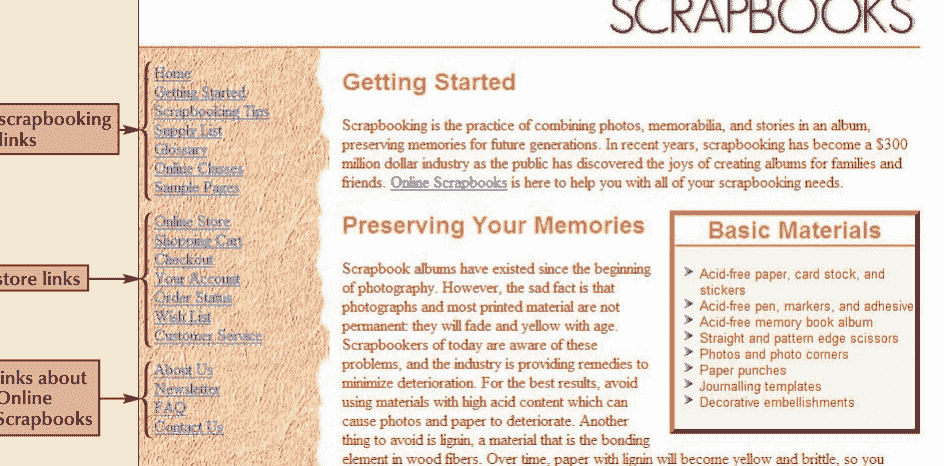 SCRAPBOOKS
scrapbooking
links
Home
Getting Started
Scrapbooking Tips
Supply List
Glossary
Online Classes
Sample Pages
store links
Online Store
Shopping Cart
Checkout
Your Account
Order Status
Wish List
Customer Service
inks about
Online
Scrapbooks
About Us
Newsletter
FAQ
Contact Us
Getting Started
Scrapbooking is the practice of combining photos, memorabilia, and stories in an album,
preserving memories for future generations. In recent years, scrapbooking has become a $300
million dollar industry as the public has discovered the joys of creating albums for families and
friends. Online Scrapbooks is here to help you with all of your scrapbooking needs.
Preserving Your Memories
Scrapbook albums have existed since the beginning
of photography. However, the sad fact is that
photographs and most printed material are not
permanent: they will fade and yellow with age.
Scrapbookers of today are aware of these
problems, and the industry is providing remedies to
minimize deterioration. For the best results, avoid
using materials with high acid content which can
cause photos and paper to deteriorate. Another
thing to avoid is lignin, a material that is the bonding
element in wood fibers. Over time, paper with lignin will become yellow and brittle, so you
Basic Materials
Acid-free paper, card stock, and
stickers
Acid-free pen, markers, and adhesive
Acid-free memory book album
Straight and pattern edge scissors
Photos and photo corners
Paper punches
Journalling templates
Decorative embellishments